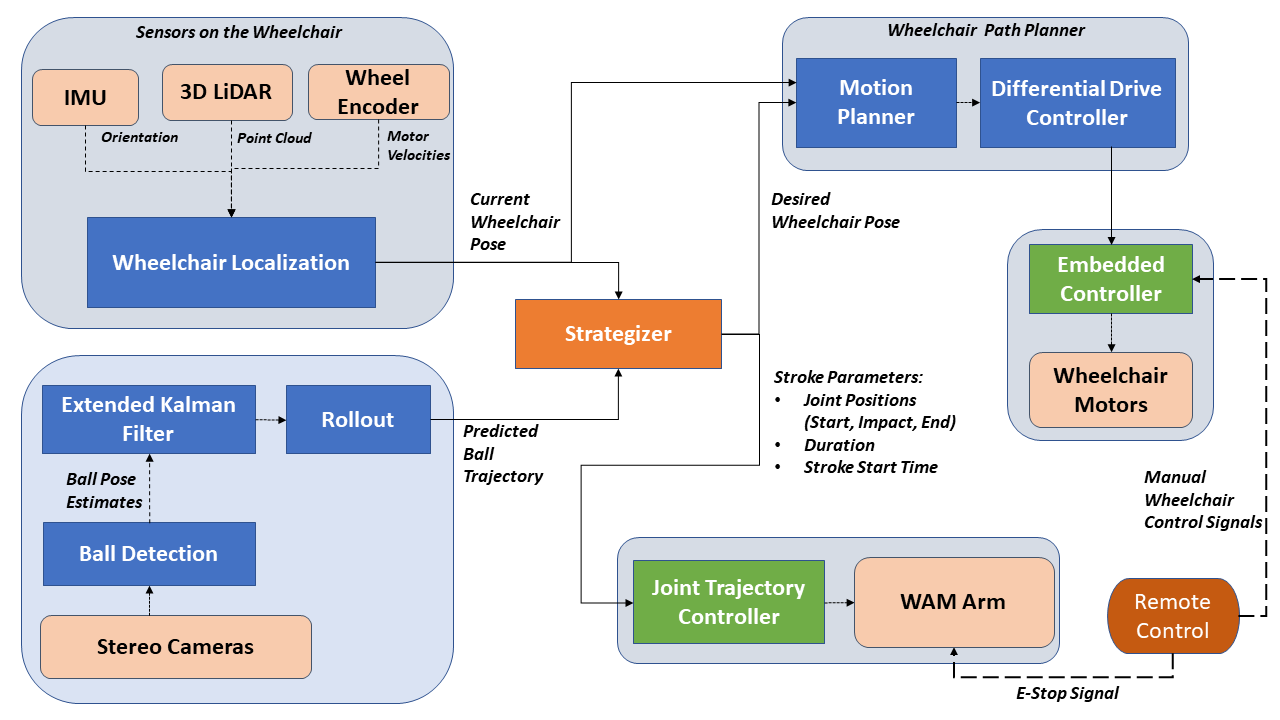 Sensors on the Wheelchair
IMU
3D LiDAR
Wheel
Encoder
Orientation
Point Cloud
Motor
Velocities
Wheelchair Localization
Current
Wheelchair
Pose
Wheelchair Path Planner
Motion
Planner
Differential Drive
Controller
Desired
Wheelchair Pose
Embedded
Controller
Wheelchair
Motors
Strategizer
Extended Kalman
Filter
Rollout
Predicted
Ball
Trajectory
Ball Pose
Estimates
Ball Detection
Stereo Cameras
Stroke Parameters:
• Joint Positions
(Start, Impact, End)
• Duration
• Stroke Start Time
Joint Trajectory
Controller
WAM Arm
Manual
Wheelchair
Control Signals
Remote
Control
E-Stop Signal